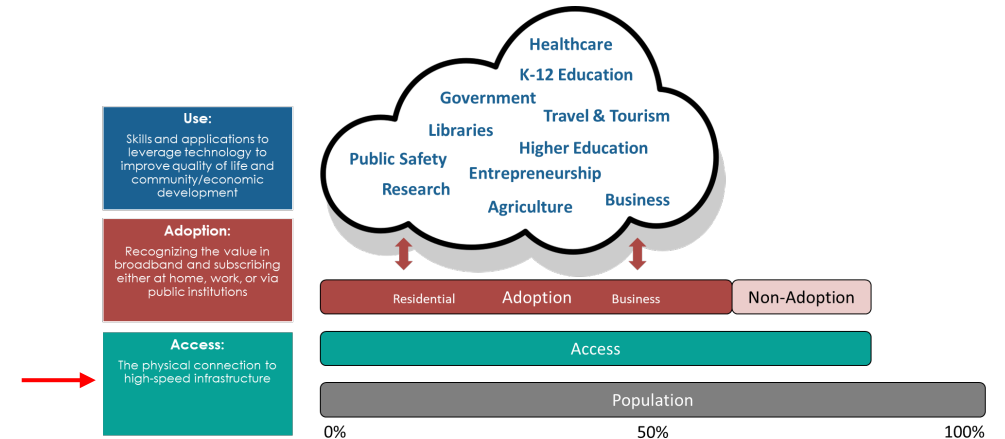 Healthcare
K-12 Education
Government
Travel & Tourism
Libraries
Higher Education
Public Safety
Entrepreneurship
Research
Business
Agriculture
Use:
Skills and applications to
leverage technology to
improve quality of life and
community/economic
development
Adoption:
Recognizing the value in
broadband and subscribing
either at home, work, or via
public institutions
Residential Adoption Business Non-Adoption
Access:
The physical connection to
high-speed infrastructure
Access
Population
0% 50% 100%